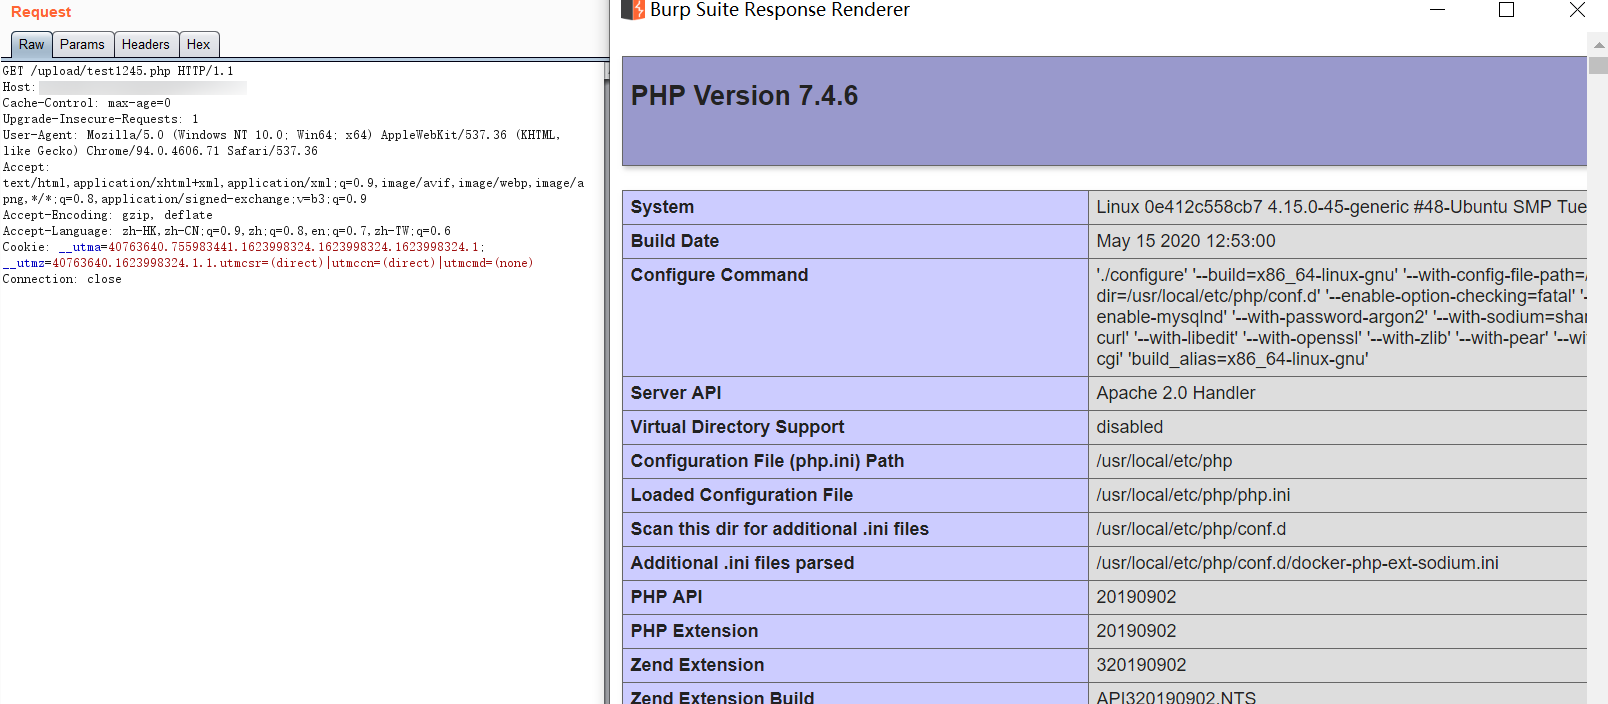 Request
Raw Params Headers Hex
GET /upload/test1245.php HTTP/1.1
Host:
Cache-Control: max-age=0
Upgrade-Insecure-Requests: 1
User-Agent: Mozilla/5.0 (Windows NT 10.0; Win64; x64) AppleWebKit/537.36 (KHTML,
like Gecko) Chrome/94.0.4606.71 Safari/537.36
Accept:
text/html,application/xhtml+xml,application/xml;q=0.9,image/avif,image/webp,image/a
png,*/*;q=0.8,application/signed-exchange;v=b3;q=0.9
Accept-Encoding: gzip, deflate
Accept-Language: zh-HK,zh-CN;q=0.9,zh;q=0.8,en;q=0.7,zh-TW;q=0.6
Cookie: __utma=40763640.755983441.1623998324.1623998324.1623998324.1;
__utmz=40763640.1623998324.1.1.utmcsr=(direct)|utmccn=(direct)|utmcmd=(none)
Connection: close
Burp Suite Response Renderer
PHP Version 7.4.6
System Linux 0e412c558cb7 4.15.0-45-generic #48-Ubuntu SMP Tue
Build Date May 15 2020 12:53:00
Configure Command './configure' '--build=x86_64-linux-gnu' '--with-config-file-path=/
dir=/usr/local/etc/php/conf.d' '--enable-option-checking=fatal' '-
enable-mysqlnd' '--with-password-argon2' '--with-sodium=shar
curl' '--with-libedit' '--with-openssl' '--with-zlib' '--with-pear' '--wi
cgi' 'build_alias=x86_64-linux-gnu'
Server API Apache 2.0 Handler
Virtual Directory Support disabled
Configuration File (php.ini) Path /usr/local/etc/php
Loaded Configuration File /usr/local/etc/php/php.ini
Scan this dir for additional .ini files /usr/local/etc/php/conf.d
Additional .ini files parsed /usr/local/etc/php/conf.d/docker-php-ext-sodium.ini
PHP API 20190902
PHP Extension 20190902
Zend Extension 320190902
Zend Extension Build API320190902,NTS